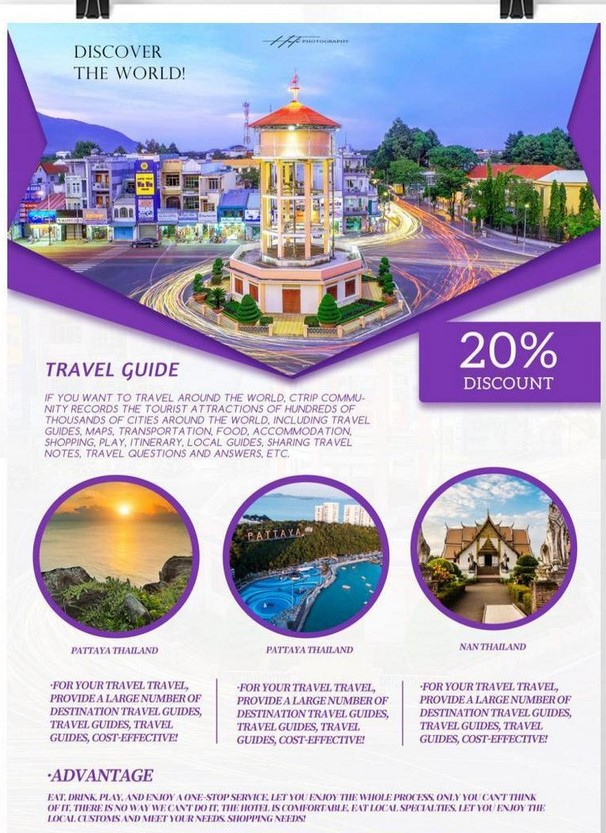 DISCOVER
THE WORLD!
PHOTOGRAPHY
20%
DISCOUNT
TRAVEL GUIDE
IF YOU WANT TO TRAVEL AROUND THE WORLD, CTRIP COMMU-
NITY RECORDS THE TOURIST ATTRACTIONS OF HUNDREDS OF
THOUSANDS OF CITIES AROUND THE WORLD, INCLUDING TRAVEL
GUIDES, MAPS, TRANSPORTATION, FOOD, ACCOMMODATION,
SHOPPING, PLAY, ITINERARY, LOCAL GUIDES, SHARING TRAVEL
NOTES, TRAVEL QUESTIONS AND ANSWERS, ETC.
PATTAYA
PATTAYA THAILAND
PATTAYA THAILAND
NAN THAILAND
·FOR YOUR TRAVEL TRAVEL,
PROVIDE A LARGE NUMBER OF
DESTINATION TRAVEL GUIDES,
TRAVEL GUIDES, TRAVEL
GUIDES, COST-EFFECTIVE!
·FOR YOUR TRAVEL TRAVEL,
PROVIDE A LARGE NUMBER OF
DESTINATION TRAVEL GUIDES,
TRAVEL GUIDES, TRAVEL
GUIDES, COST-EFFECTIVE!
·FOR YOUR TRAVEL TRAVEL,
PROVIDE A LARGE NUMBER OF
DESTINATION TRAVEL GUIDES,
TRAVEL GUIDES, TRAVEL
GUIDES, COST-EFFECTIVE!
·ADVANTAGE
EAT, DRINK, PLAY, AND ENJOY A ONE-STOP SERVICE, LET YOU ENJOY THE WHOLE PROCESS, ONLY YOU CAN'T THINK
OF IT, THERE IS NO WAY WE CAN'T DO IT, THE HOTEL IS COMFORTABLE, EAT LOCAL SPECIALTIES, LET YOU ENJOY THE
LOCAL CUSTOMS AND MEET YOUR NEEDS. SHOPPING NEEDS!